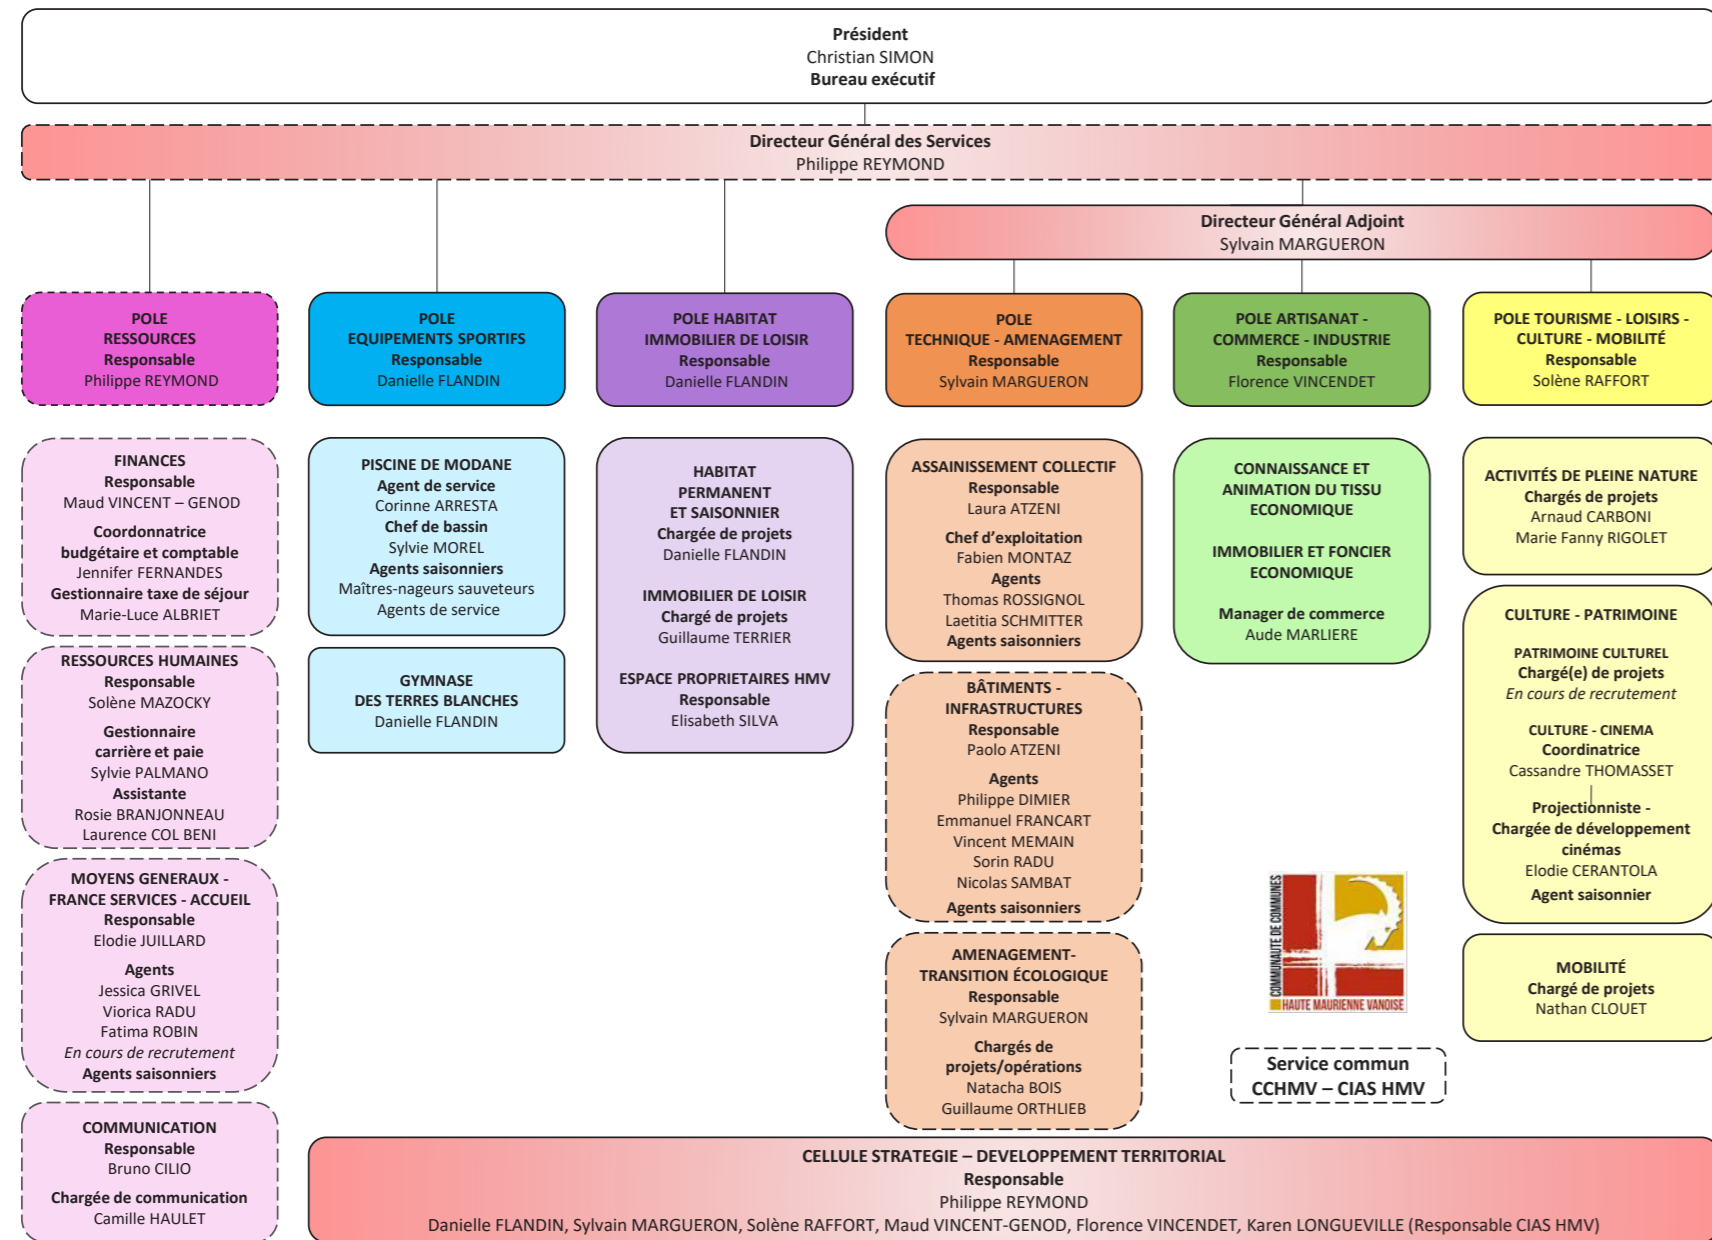 Président
Christian SIMON
Bureau exécutif
Directeur Général des Services
Philippe REYMOND
Directeur Général Adjoint
Sylvain MARGUERON
POLE
RESSOURCES
Responsable
Philippe REYMOND
POLE
EQUIPEMENTS SPORTIFS
Responsable
Danielle FLANDIN
POLE HABITAT
IMMOBILIER DE LOISIR
Responsable
Danielle FLANDIN
POLE
TECHNIQUE - AMENAGEMENT
Responsable
Sylvain MARGUERON
POLE ARTISANAT -
COMMERCE - INDUSTRIE
Responsable
Florence VINCENDET
POLE TOURISME - LOISIRS -
CULTURE - MOBILITÉ
Responsable
Solène RAFFORT
FINANCES
Responsable
Maud VINCENT – GENOD
Coordonnatrice
budgétaire et comptable
Jennifer FERNANDES
Gestionnaire taxe de séjour
Marie-Luce ALBRIET
RESSOURCES HUMAINES
Responsable
Solène MAZOCKY
Gestionnaire
carrière et paie
Sylvie PALMANO
Assistante
Rosie BRANJONNEAU
Laurence COL BENI
MOYENS GENERAUX -
FRANCE SERVICES - ACCUEIL
Responsable
Elodie JUILLARD
Agents
Jessica GRIVEL
Viorica RADU
Fatima ROBIN
En cours de recrutement
Agents saisonniers
COMMUNICATION
Responsable
Bruno CILIO
Chargée de communication
Camille HAULET
PISCINE DE MODANE
Agent de service
Corinne ARRESTA
Chef de bassin
Sylvie MOREL
Agents saisonniers
Maîtres-nageurs sauveteurs
Agents de service
GYMNASE
DES TERRES BLANCHES
Danielle FLANDIN
HABITAT
PERMANENT
ET SAISONNIER
Chargée de projets
Danielle FLANDIN
IMMOBILIER DE LOISIR
Chargé de projets
Guillaume TERRIER
ESPACE PROPRIETAIRES HMV
Responsable
Elisabeth SILVA
ASSAINISSEMENT COLLECTIF
Responsable
Laura ATZENI
Chef d'exploitation
Fabien MONTAZ
Agents
Thomas ROSSIGNOL
Laetitia SCHMITTER
Agents saisonniers
BÂTIMENTS -
INFRASTRUCTURES
Responsable
Paolo ATZENI
Agents
Philippe DIMIER
Emmanuel FRANCART
Vincent MEMAIN
Sorin RADU
Nicolas SAMBAT
Agents saisonniers
AMENAGEMENT-
TRANSITION ÉCOLOGIQUE
Responsable
Sylvain MARGUERON
Chargés de
projets/opérations
Natacha BOIS
Guillaume ORTHLIEB
CONNAISSANCE ET
ANIMATION DU TISSU
ECONOMIQUE
IMMOBILIER ET FONCIER
ECONOMIQUE
Manager de commerce
Aude MARLIERE
ACTIVITÉS DE PLEINE NATURE
Chargés de projets
Arnaud CARBONI
Marie Fanny RIGOLET
CULTURE - PATRIMOINE
PATRIMOINE CULTUREL
Chargé(e) de projets
En cours de recrutement
CULTURE - CINEMA
Coordinatrice
Cassandre THOMASSET
Projectionniste -
Chargée de développement
cinémas
Elodie CERANTOLA
Agent saisonnier
MOBILITÉ
Chargé de projets
Nathan CLOUET
COMMUNAUTE DE COMMUNES
HAUTE MAURIENNE VANOISE
Service commun
CCHMV – CIAS HMV
CELLULE STRATEGIE – DEVELOPPEMENT TERRITORIAL
Responsable
Philippe REYMOND
Danielle FLANDIN, Sylvain MARGUERON, Solène RAFFORT, Maud VINCENT-GENOD, Florence VINCENDET, Karen LONGUEVILLE (Responsable CIAS HMV)